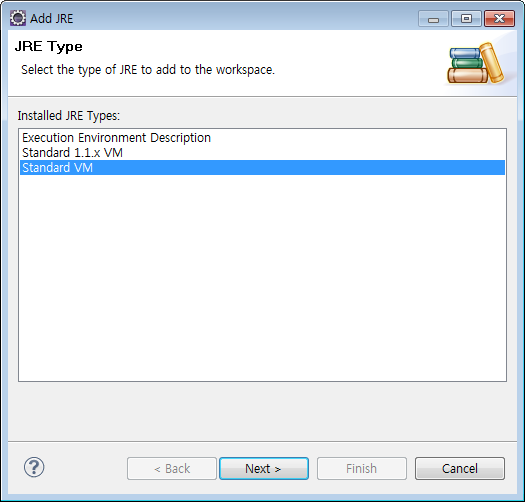 Add JRE
JRE Type
Select the type of JRE to add to the workspace.
Installed JRE Types:
Execution Environment Description
Standard 1.1.x VM
Standard VM
?
< Back
Next >
Finish
Cancel